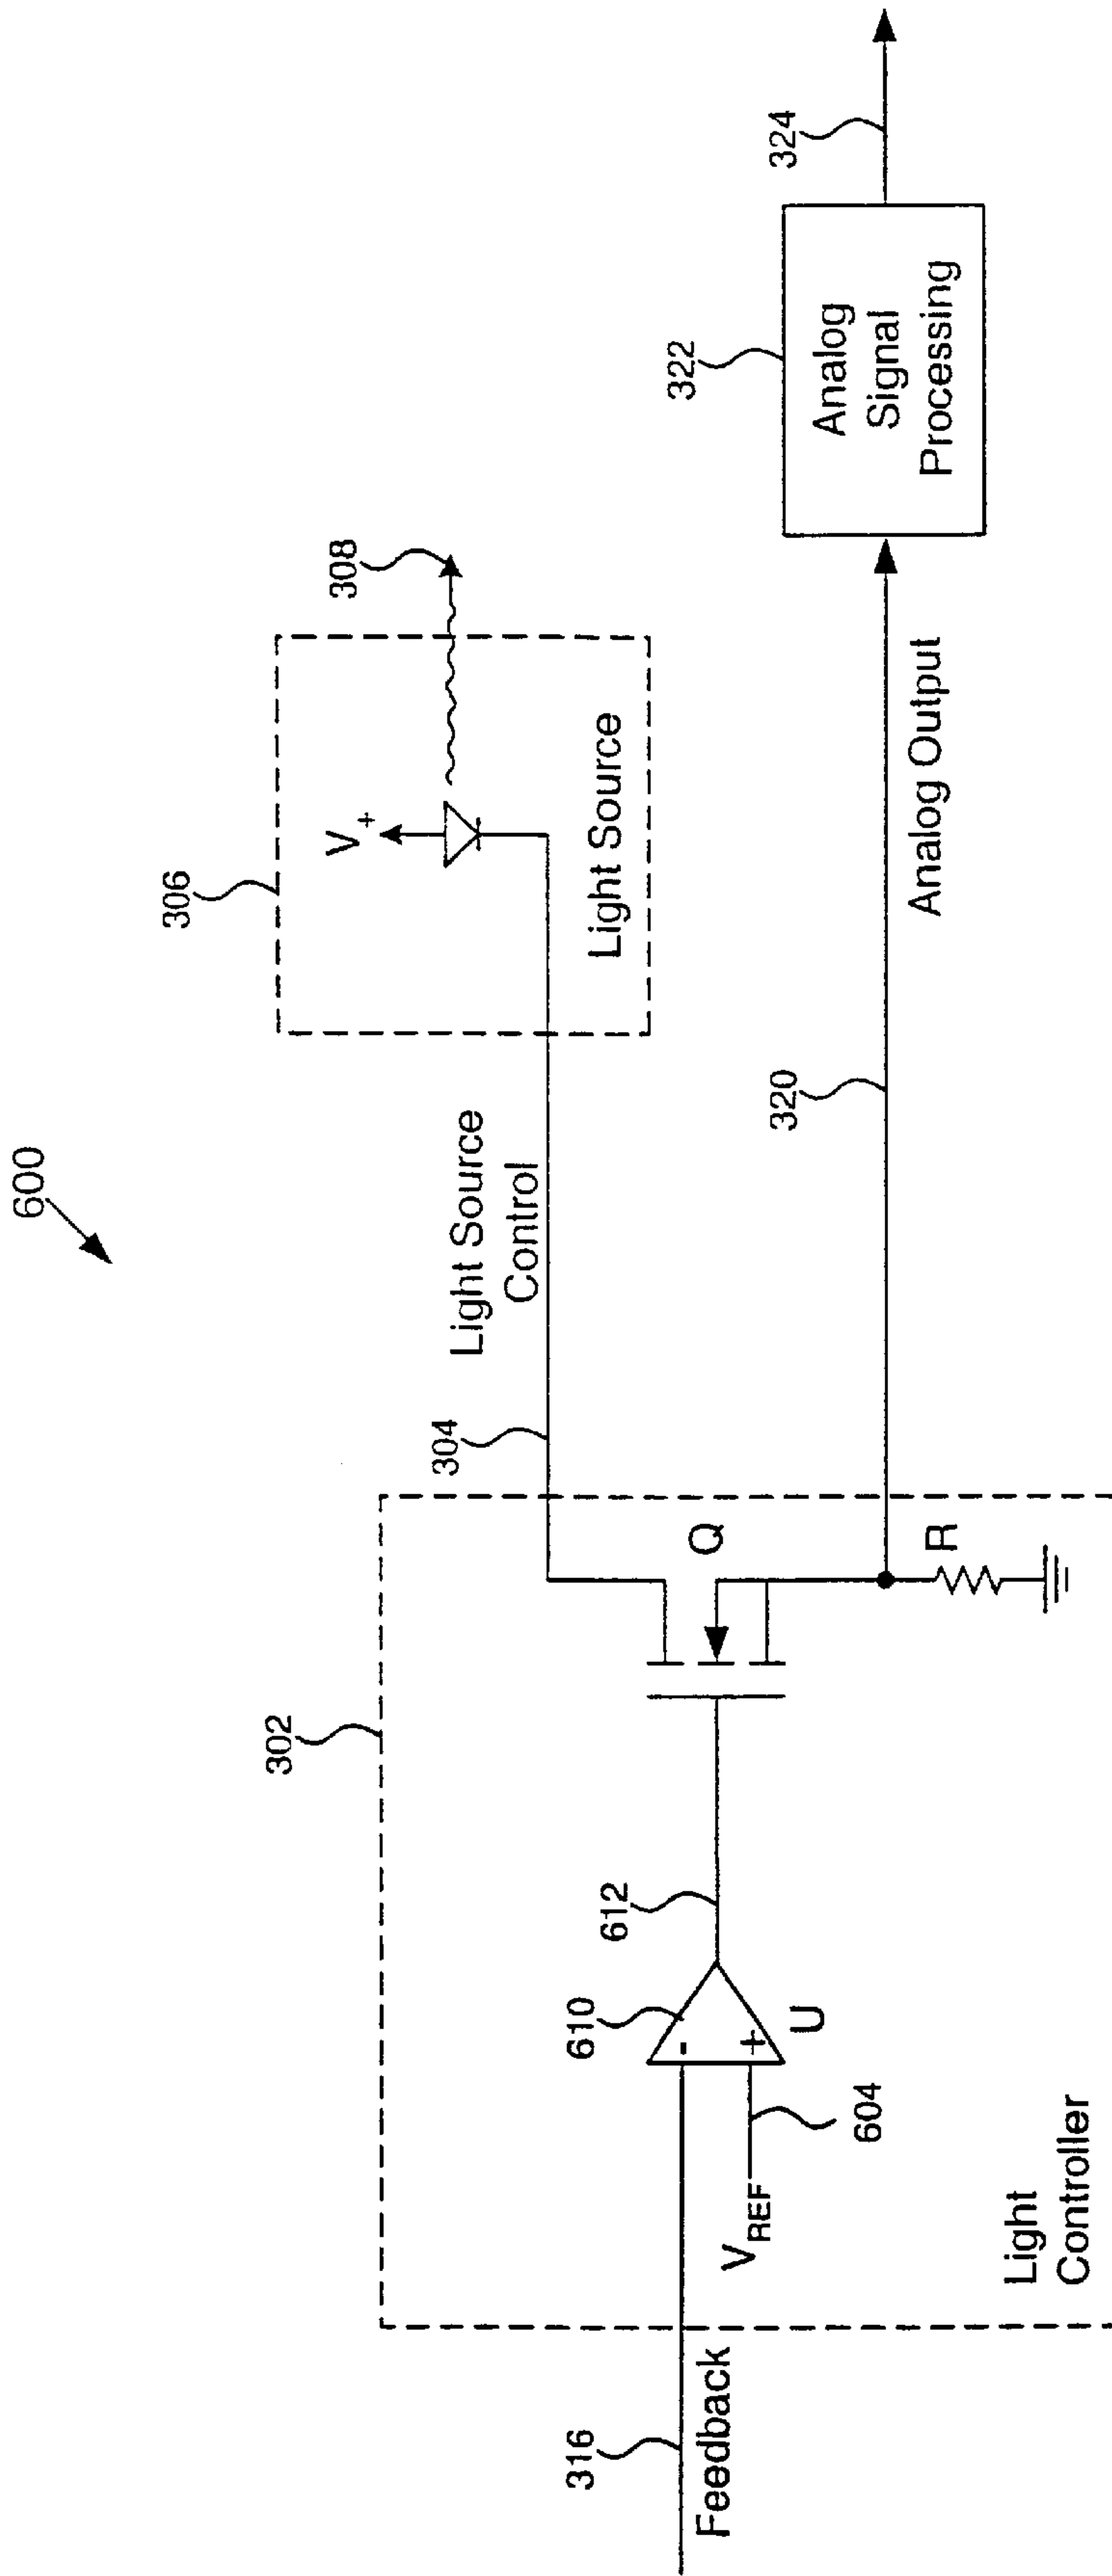 600
306
V+
308
Light Source
Light Source
Control
304
302
316
Feedback
610
-
+
U
VREF
604
612
Q
R
Light
Controller
320
Analog Output
322
Analog
Signal
Processing
324